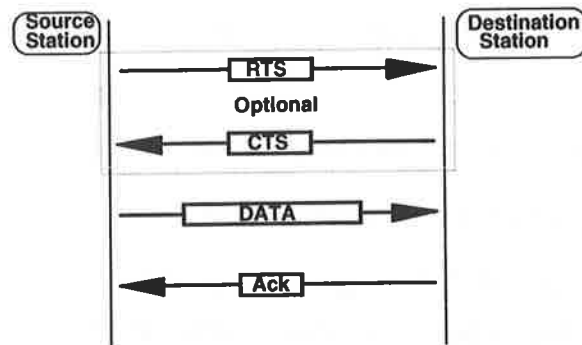 Source
Station
Destination
Station
RTS
Optional
CTS
DATA
Ack